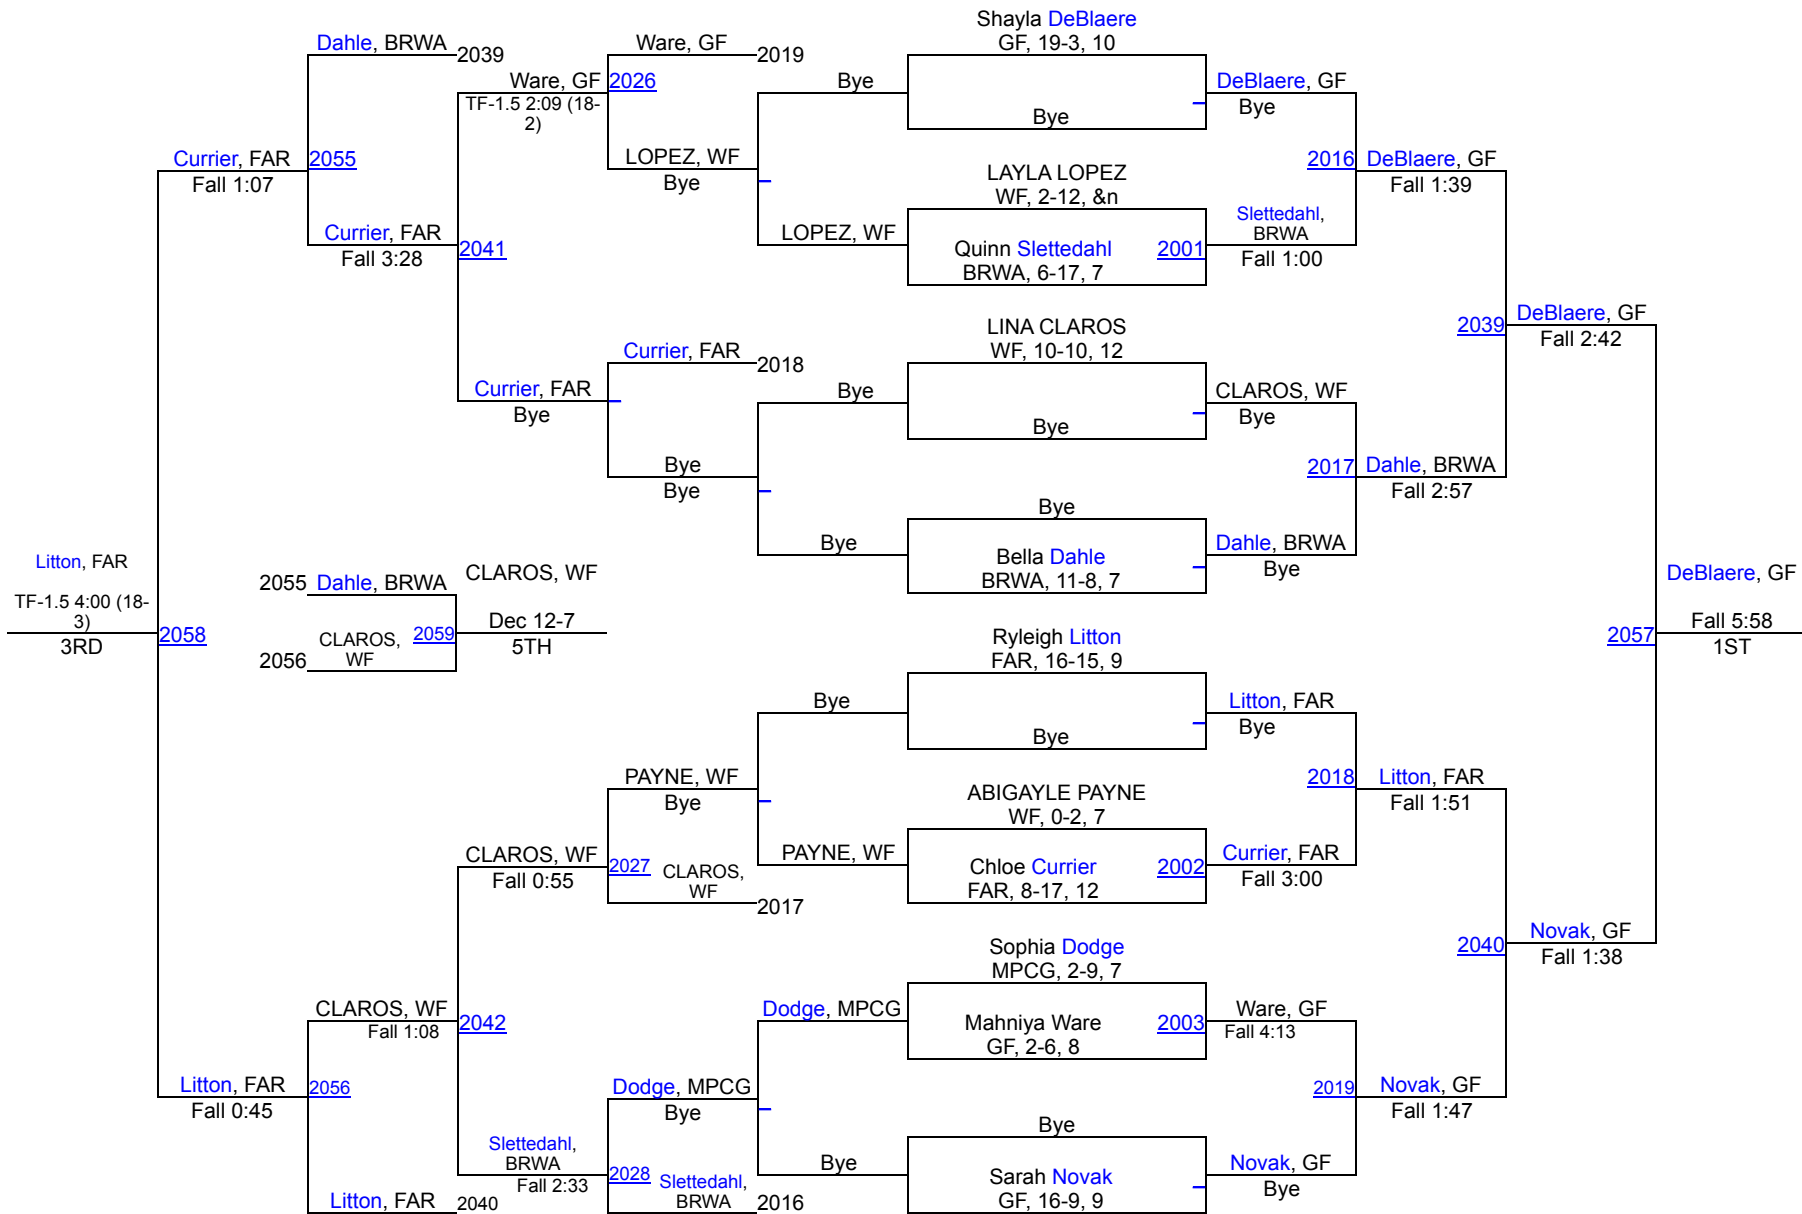 Shayla DeBlaere
GF, 19-3, 10
Dahle, BRWA
2039
Ware, GF
2019
Ware, GF
2026
TF-1.5 2:09 (18-
2)
Bye
Bye
DeBlaere, GF
Bye
Currier, FAR
2055
Fall 1:07
LOPEZ, WF
Bye
LAYLA LOPEZ
WF, 2-12, &n
2016
DeBlaere, GF
Fall 1:39
Currier, FAR
2041
Fall 3:28
LOPEZ, WF
Quinn Slettedahl
2001
BRWA, 6-17, 7
Slettedahl,
BRWA
Fall 1:00
LINA CLAROS
WF, 10-10, 12
2039
DeBlaere, GF
Fall 2:42
Currier, FAR
2018
Currier, FAR
Bye
Bye
Bye
CLAROS, WF
Bye
Bye
Bye
2017
Dahle, BRWA
Fall 2:57
Bye
Bye
Bella Dahle
BRWA, 11-8, 7
Dahle, BRWA
Bye
Litton, FAR
TF-1.5 4:00 (18-
3)
3RD
2058
2055
Dahle, BRWA
CLAROS, WF
CLAROS,
WF
2059
2056
Dec 12-7
5TH
DeBlaere, GF
2057
Fall 5:58
1ST
Ryleigh Litton
FAR, 16-15, 9
Bye
Bye
Litton, FAR
Bye
PAYNE, WF
Bye
ABIGAYLE PAYNE
WF, 0-2, 7
2018
Litton, FAR
Fall 1:51
CLAROS, WF
Fall 0:55
2027
CLAROS,
WF
2017
PAYNE, WF
Chloe Currier
2002
FAR, 8-17, 12
Currier, FAR
Fall 3:00
Sophia Dodge
MPCG, 2-9, 7
2040
Novak, GF
Fall 1:38
CLAROS, WF
2042
Fall 1:08
Dodge, MPCG
Mahniya Ware
2003
GF, 2-6, 8
Ware, GF
Fall 4:13
Litton, FAR
2056
Fall 0:45
Dodge, MPCG
Bye
Bye
2019
Novak, GF
Fall 1:47
Slettedahl,
BRWA
Fall 2:33
2028
Slettedahl,
BRWA
2016
Bye
Sarah Novak
GF, 16-9, 9
Novak, GF
Bye
Litton, FAR
2040